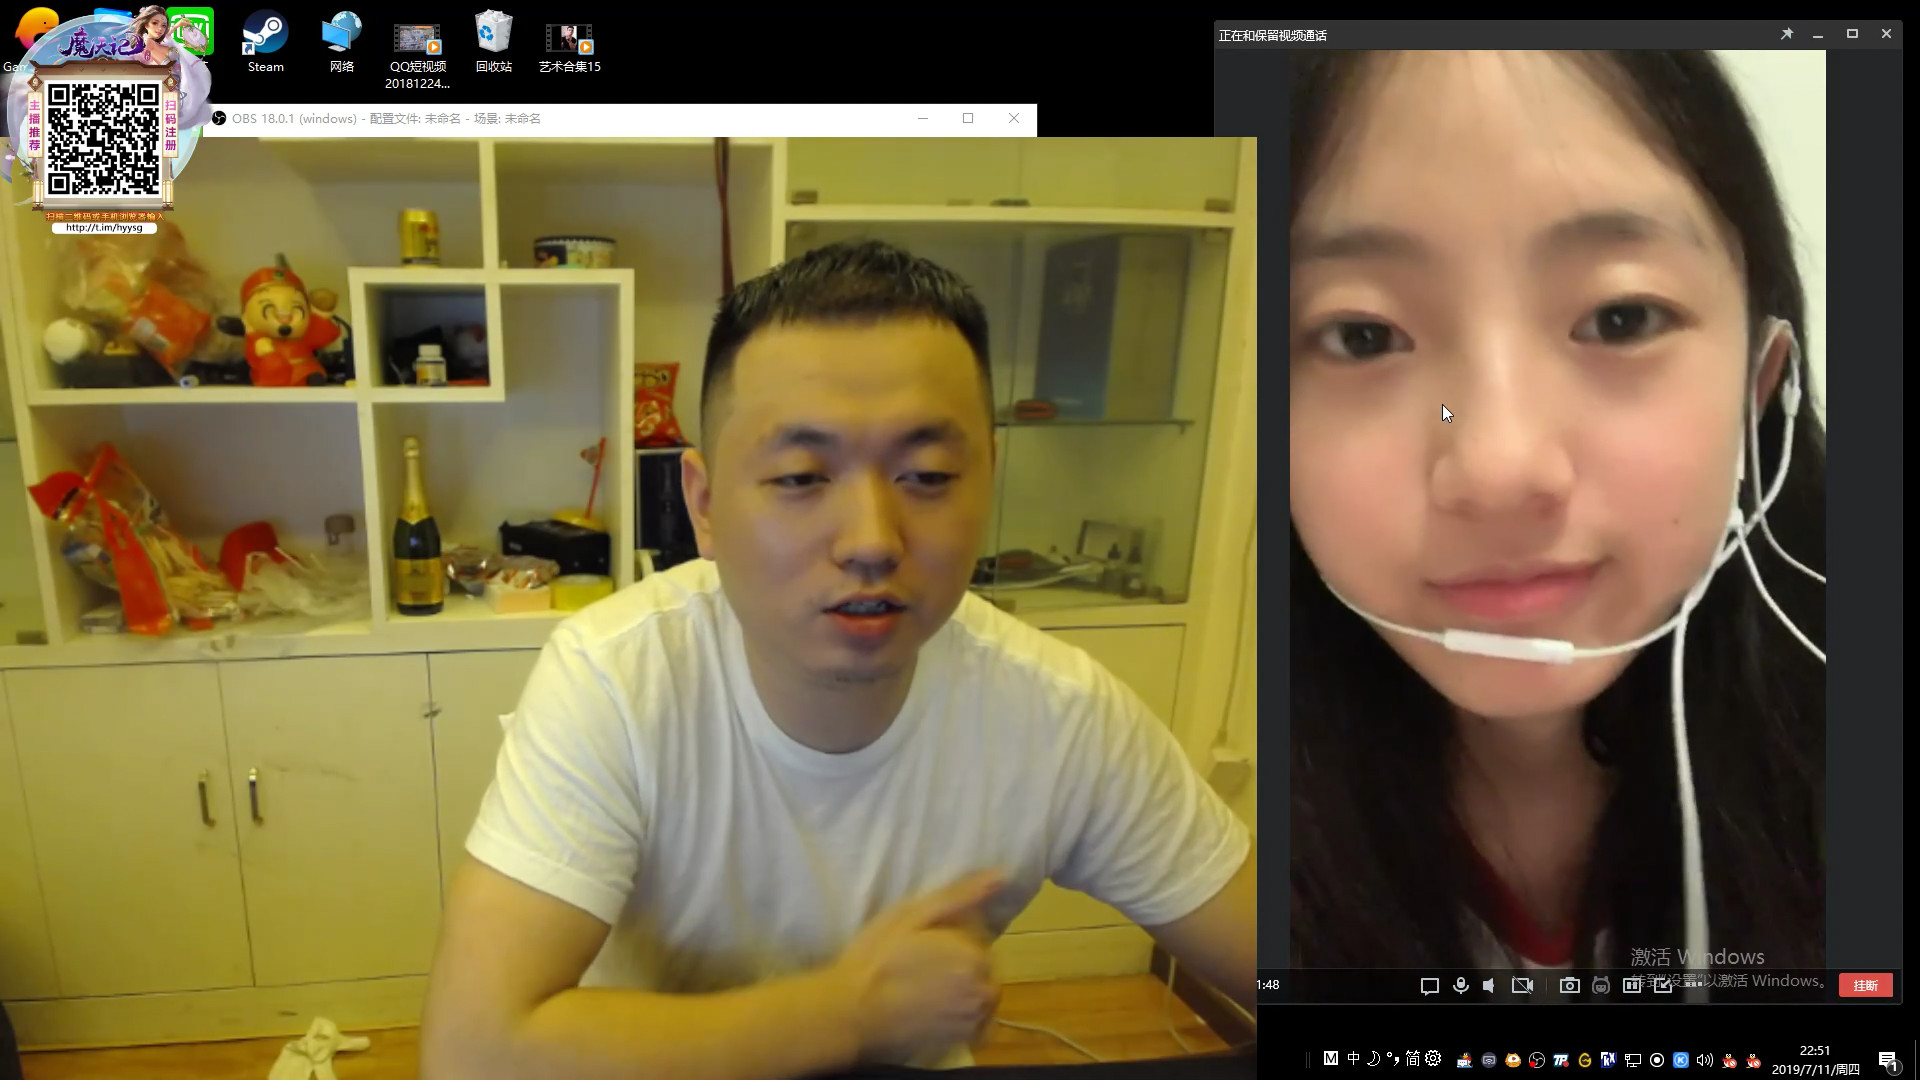 Steam
网络
QQ短视频
20181224...
回收站
艺术合集15
魔天记
主播推荐
扫码注册
扫描二维码或手机浏览器输入
http://t.im/hyysg
OBS 18.0.1 (windows) - 配置文件: 未命名 - 场景: 未命名
正在和保留视频通话
激活 Windows
转到"设置"以激活 Windows。
1:48
挂断
M 中 简
22:51
2019/7/11/周四
1